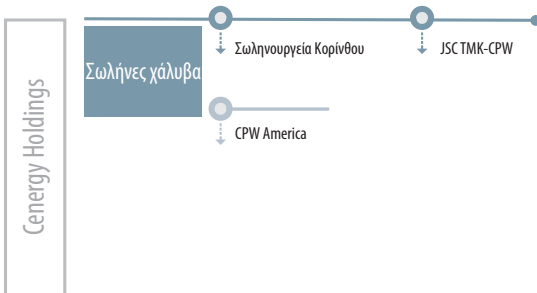 Cenergy Holdings
Σωλήνες χάλυβα
Σωληνουργεία Κορίνθου
JSC TMK-CPW
CPW America